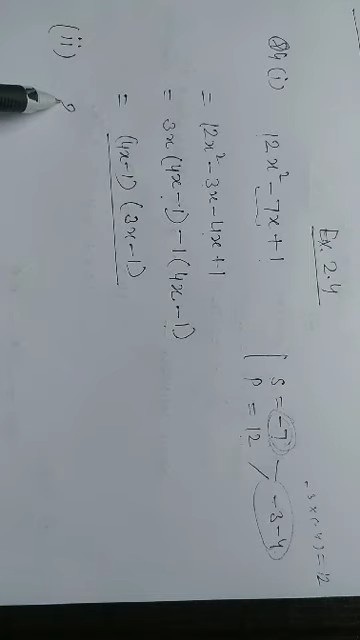 Ex. 2.4
Q4 (i) 12x² - 7x + 1
= 12x² - 3x - 4x + 1
= 3x (4x - 1) - 1 (4x - 1)
= (4x - 1) (3x - 1)
S = -7
P = 12 / -3 -4
-3 × (-4) = 12
(ii)